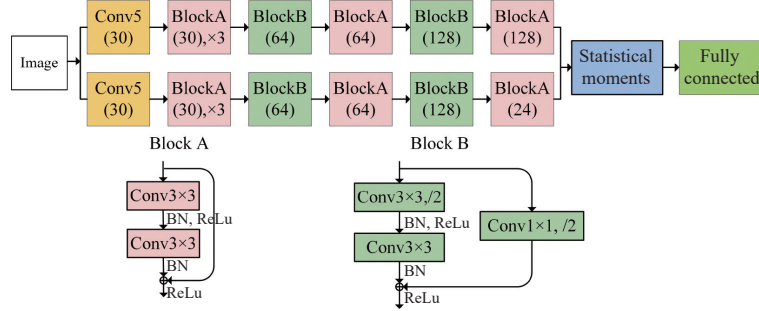 Image
Conv5
(30)
BlockA
(30),×3
BlockB
(64)
BlockA
(64)
BlockB
(128)
BlockA
(128)
Conv5
(30)
BlockA
(30),×3
BlockB
(64)
BlockA
(64)
BlockB
(128)
BlockA
(24)
Statistical
moments
Fully
connected
Block A
Conv3×3
BN, ReLu
Conv3×3
BN
ReLu
Block B
Conv3×3,/2
BN, ReLu
Conv3×3
BN
ReLu
Conv1×1, /2